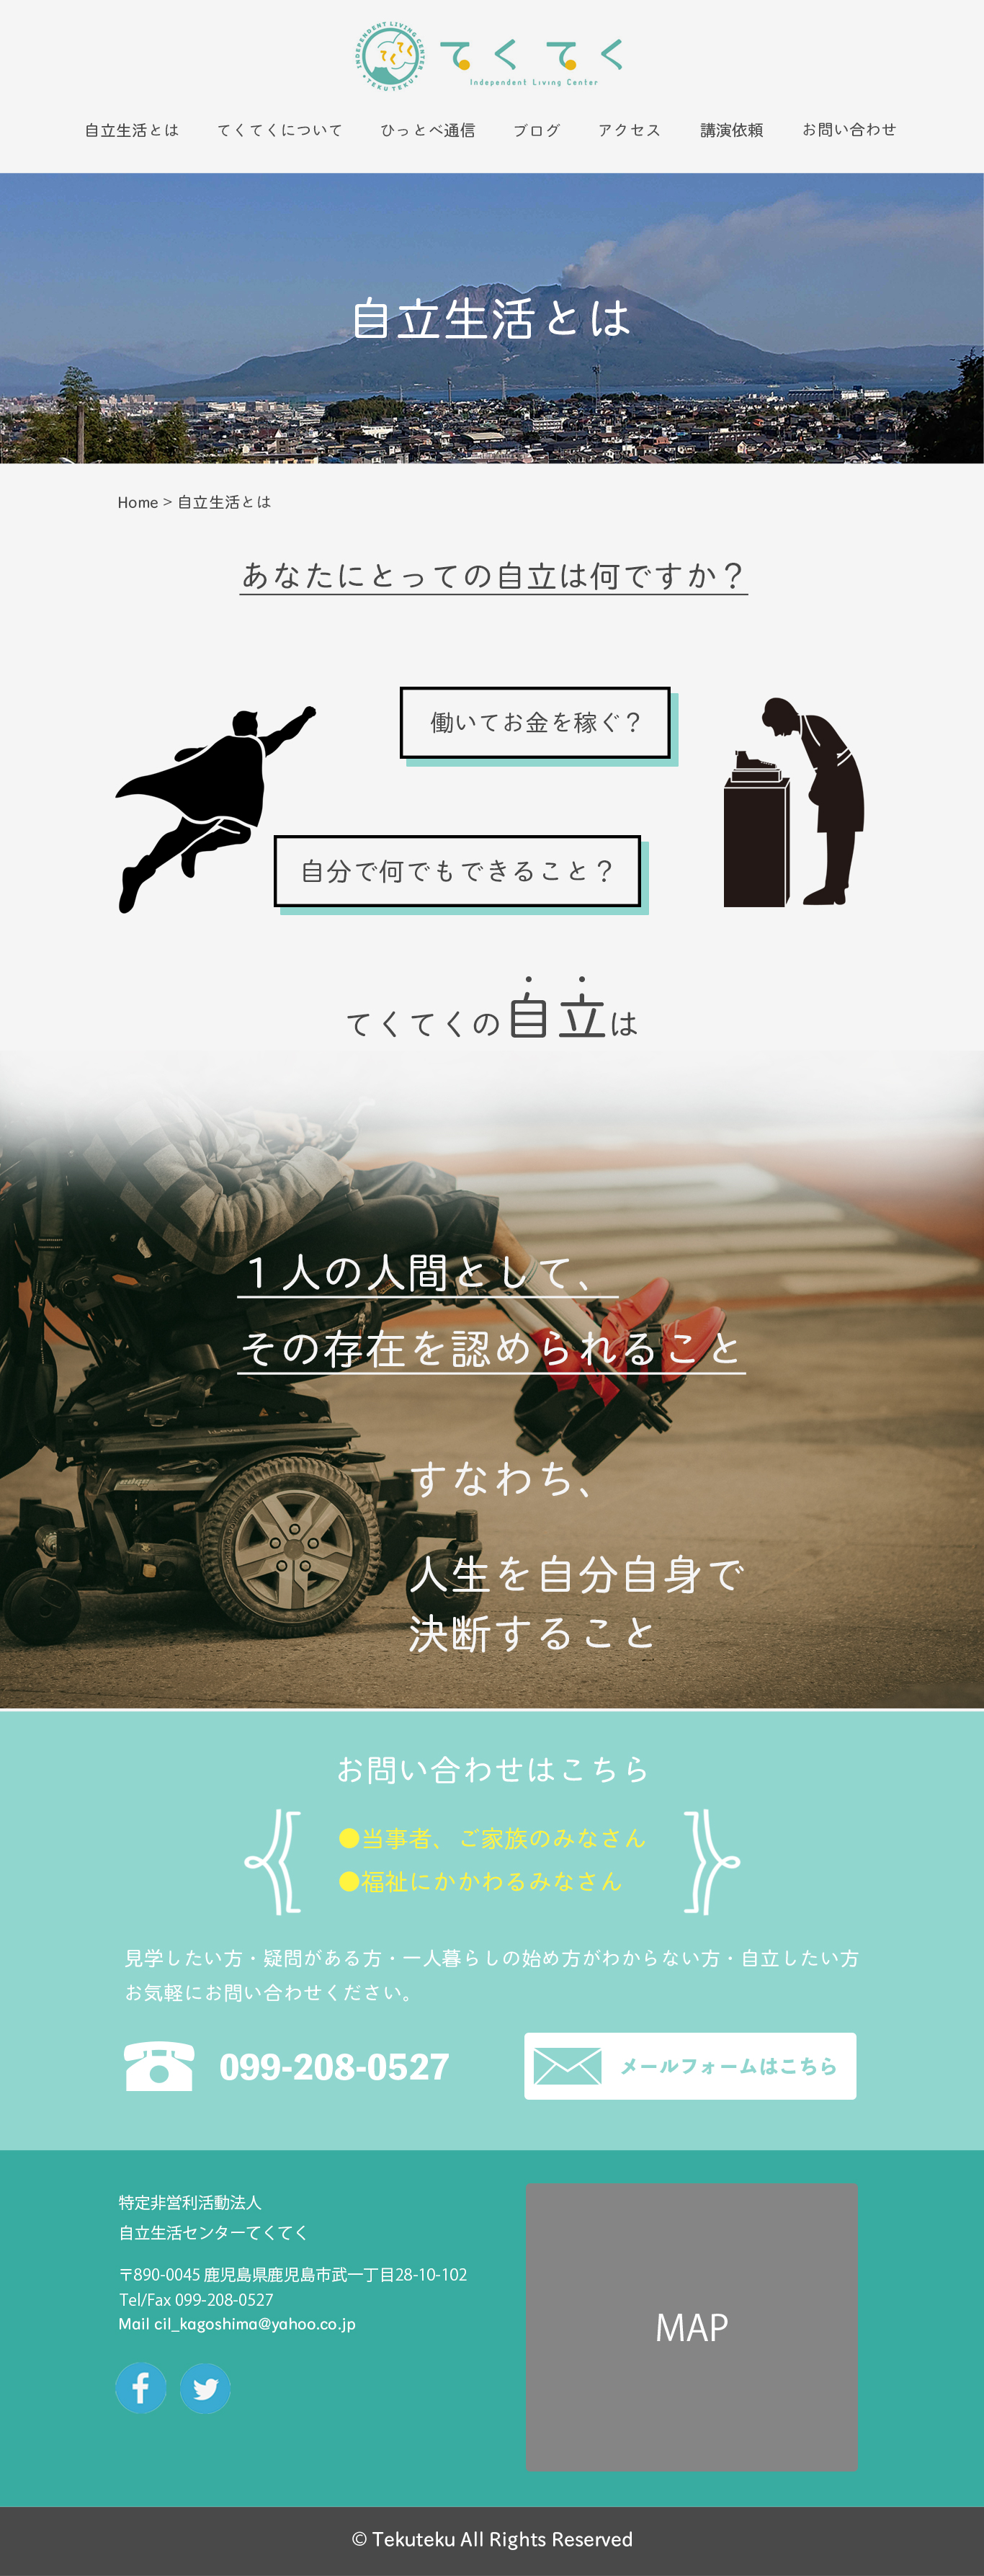 INDEPENDENT LIVING CENTER
てくてく
TEKUTEKU
てくてく
Independent Living Center
自立生活とは
てくてくについて
ひっとべ通信
ブログ
アクセス
講演依頼
お問い合わせ
自立生活とは
Home > 自立生活とは
あなたにとっての自立は何ですか？
働いてお金を稼ぐ？
自分で何でもできること？
てくてくの自立は
１人の人間として、
その存在を認められること
すなわち、
人生を自分自身で
決断すること
お問い合わせはこちら
●当事者、ご家族のみなさん
●福祉にかかわるみなさん
見学したい方・疑問がある方・一人暮らしの始め方がわからない方・自立したい方
お気軽にお問い合わせください。
099-208-0527
メールフォームはこちら
特定非営利活動法人
自立生活センターてくてく
〒890-0045 鹿児島県鹿児島市武一丁目28-10-102
Tel/Fax 099-208-0527
Mail cil_kagoshima@yahoo.co.jp
MAP
© Tekuteku All Rights Reserved